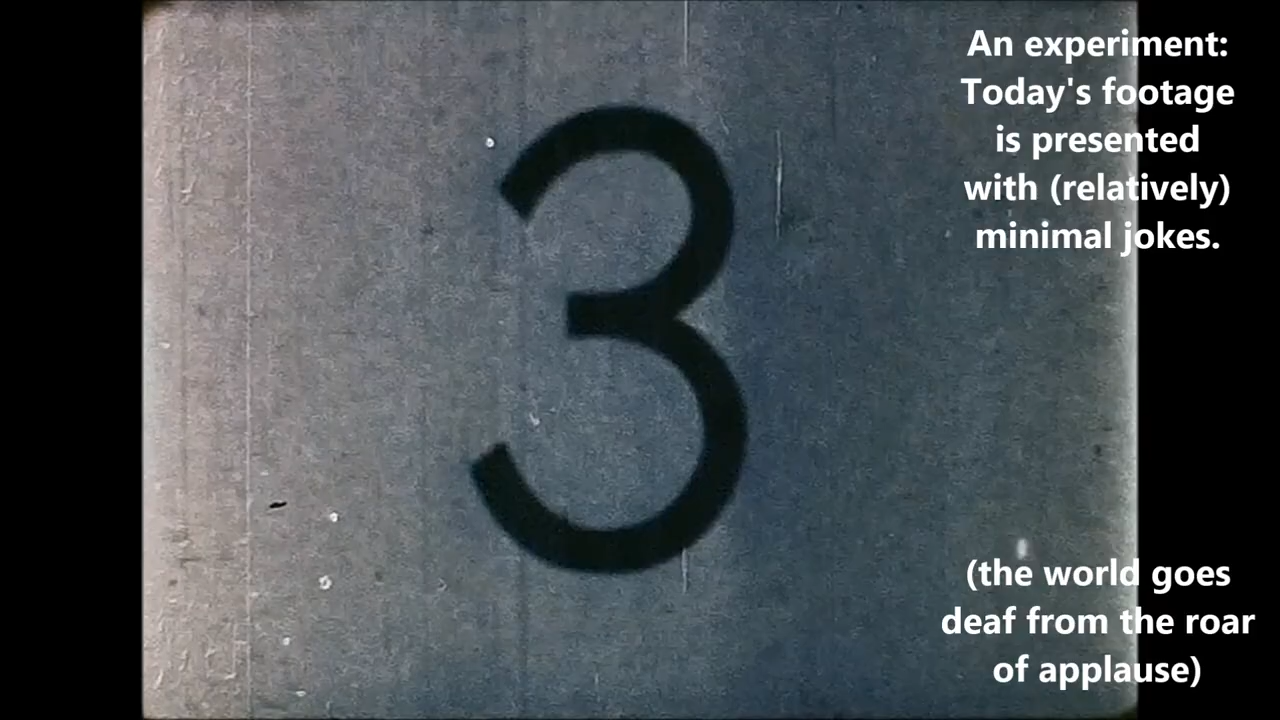 3
An experiment:
Today's footage
is presented
with (relatively)
minimal jokes.
(the world goes
deaf from the roar
of applause)